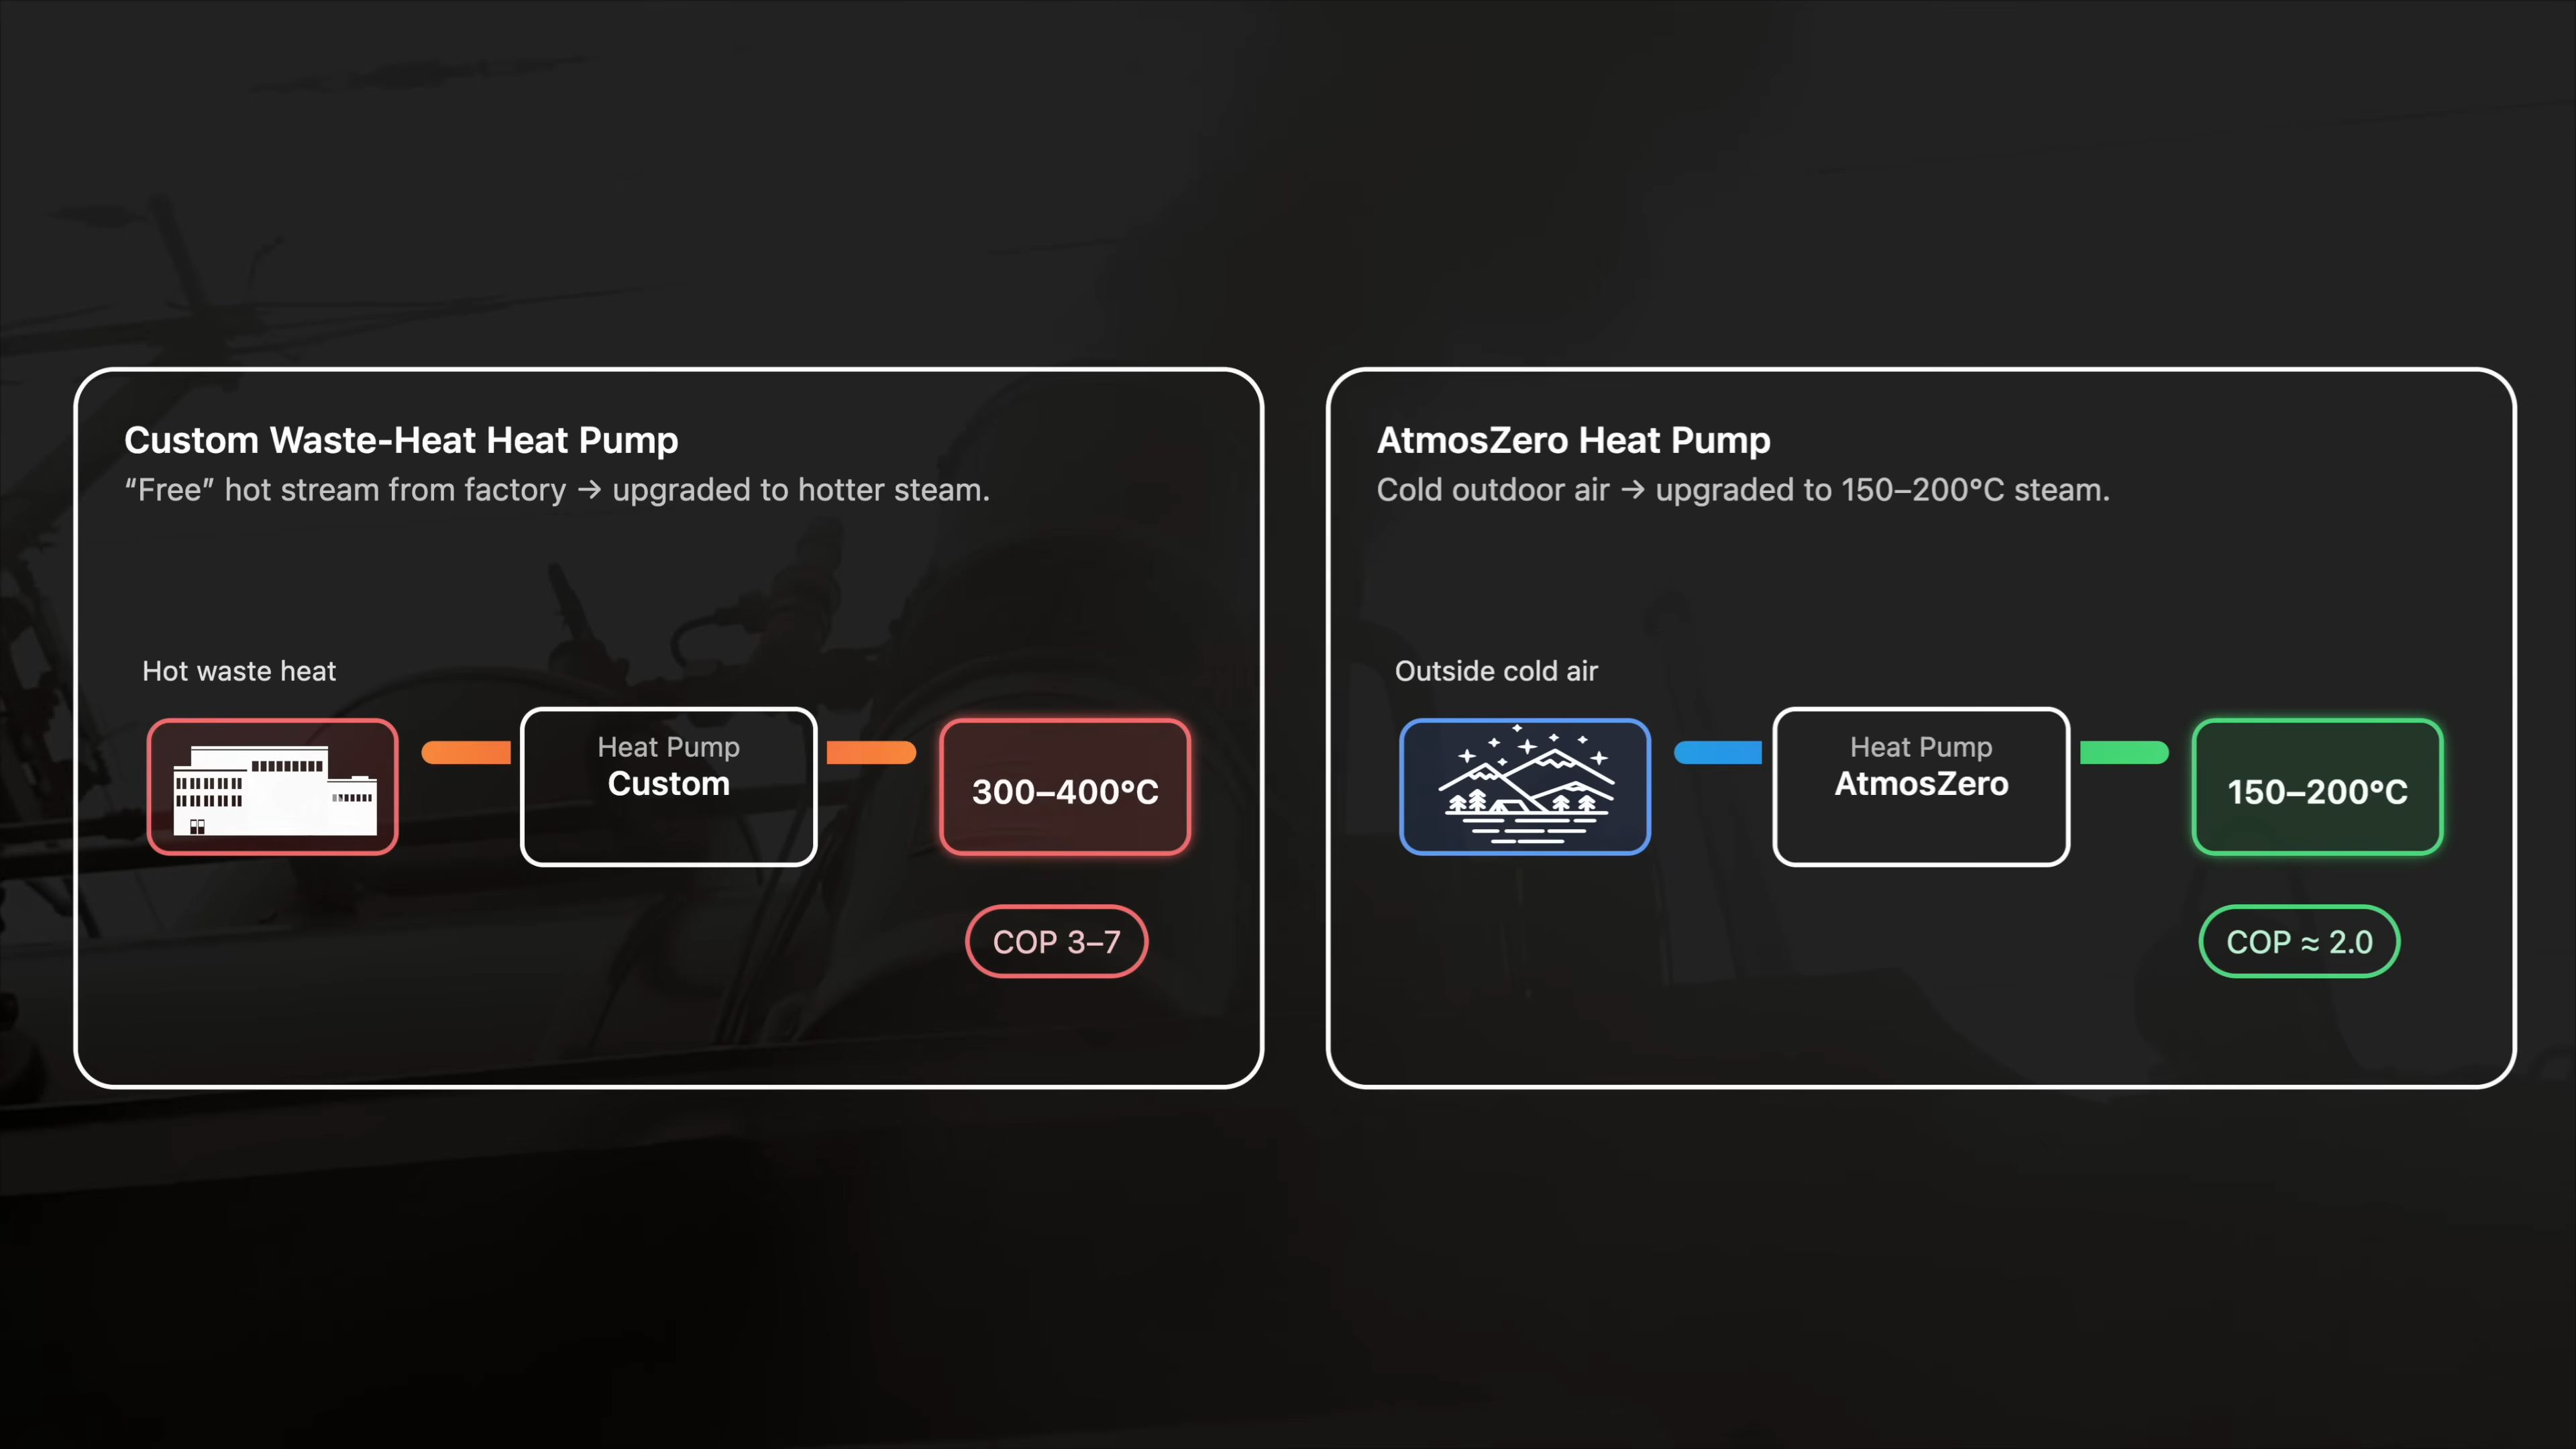 Custom Waste-Heat Heat Pump
“Free” hot stream from factory → upgraded to hotter steam.
Hot waste heat
Heat Pump
Custom
300–400°C
COP 3–7
AtmosZero Heat Pump
Cold outdoor air → upgraded to 150–200°C steam.
Outside cold air
Heat Pump
AtmosZero
150–200°C
COP ≈ 2.0